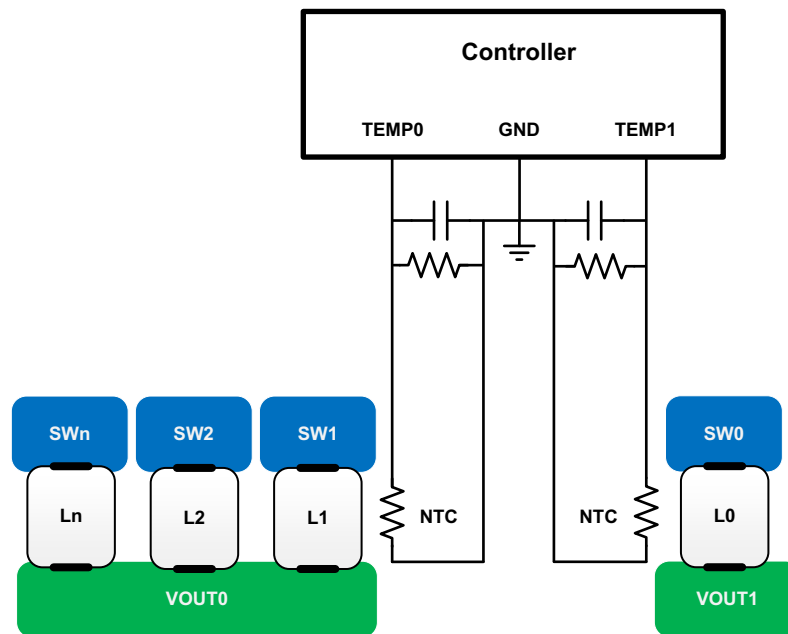 Controller
TEMP0 GND TEMP1
SWn SW2 SW1 SW0
Ln L2 L1 NTC NTC L0
VOUT0 VOUT1